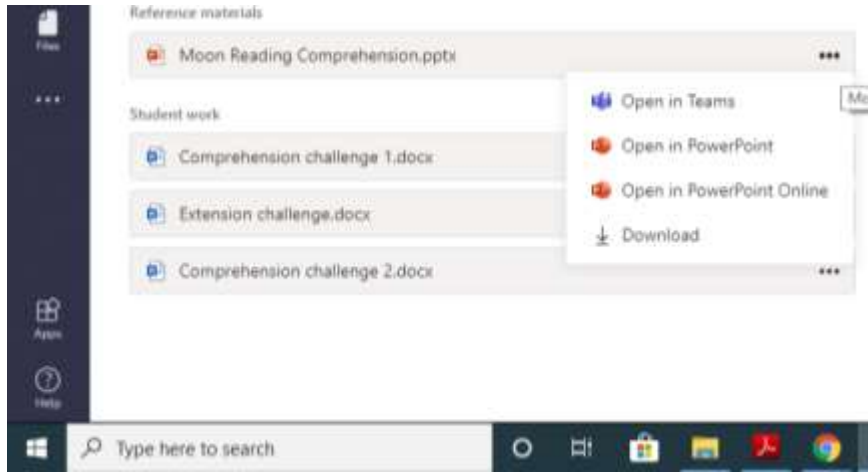 Reference materials
Files
Moon Reading Comprehension.pptx
Open in Teams
Mo
Student work
Open in PowerPoint
Comprehension challenge 1.docx
Open in PowerPoint Online
Extension challenge.docx
Download
Comprehension challenge 2.docx
Apps
Help
Type here to search